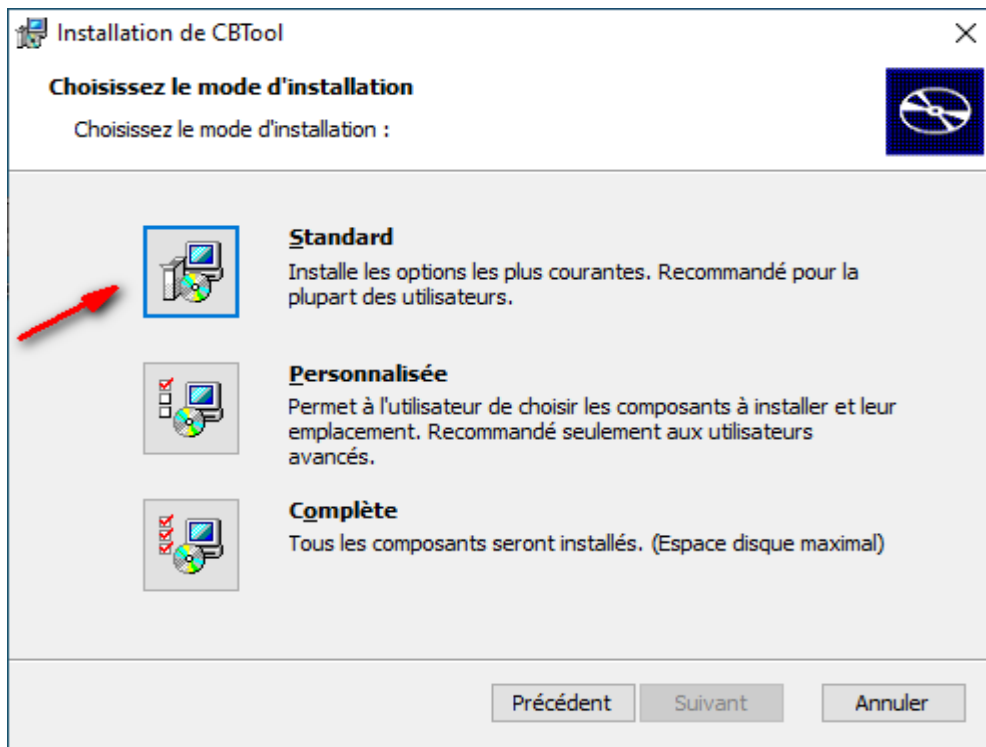 Installation de CBTool
Choisissez le mode d'installation
Choisissez le mode d'installation :
Standard
Installe les options les plus courantes. Recommandé pour la
plupart des utilisateurs.
Personnalisée
Permet à l'utilisateur de choisir les composants à installer et leur
emplacement. Recommandé seulement aux utilisateurs
avancés.
Complète
Tous les composants seront installés. (Espace disque maximal)
Précédent Suivant Annuler